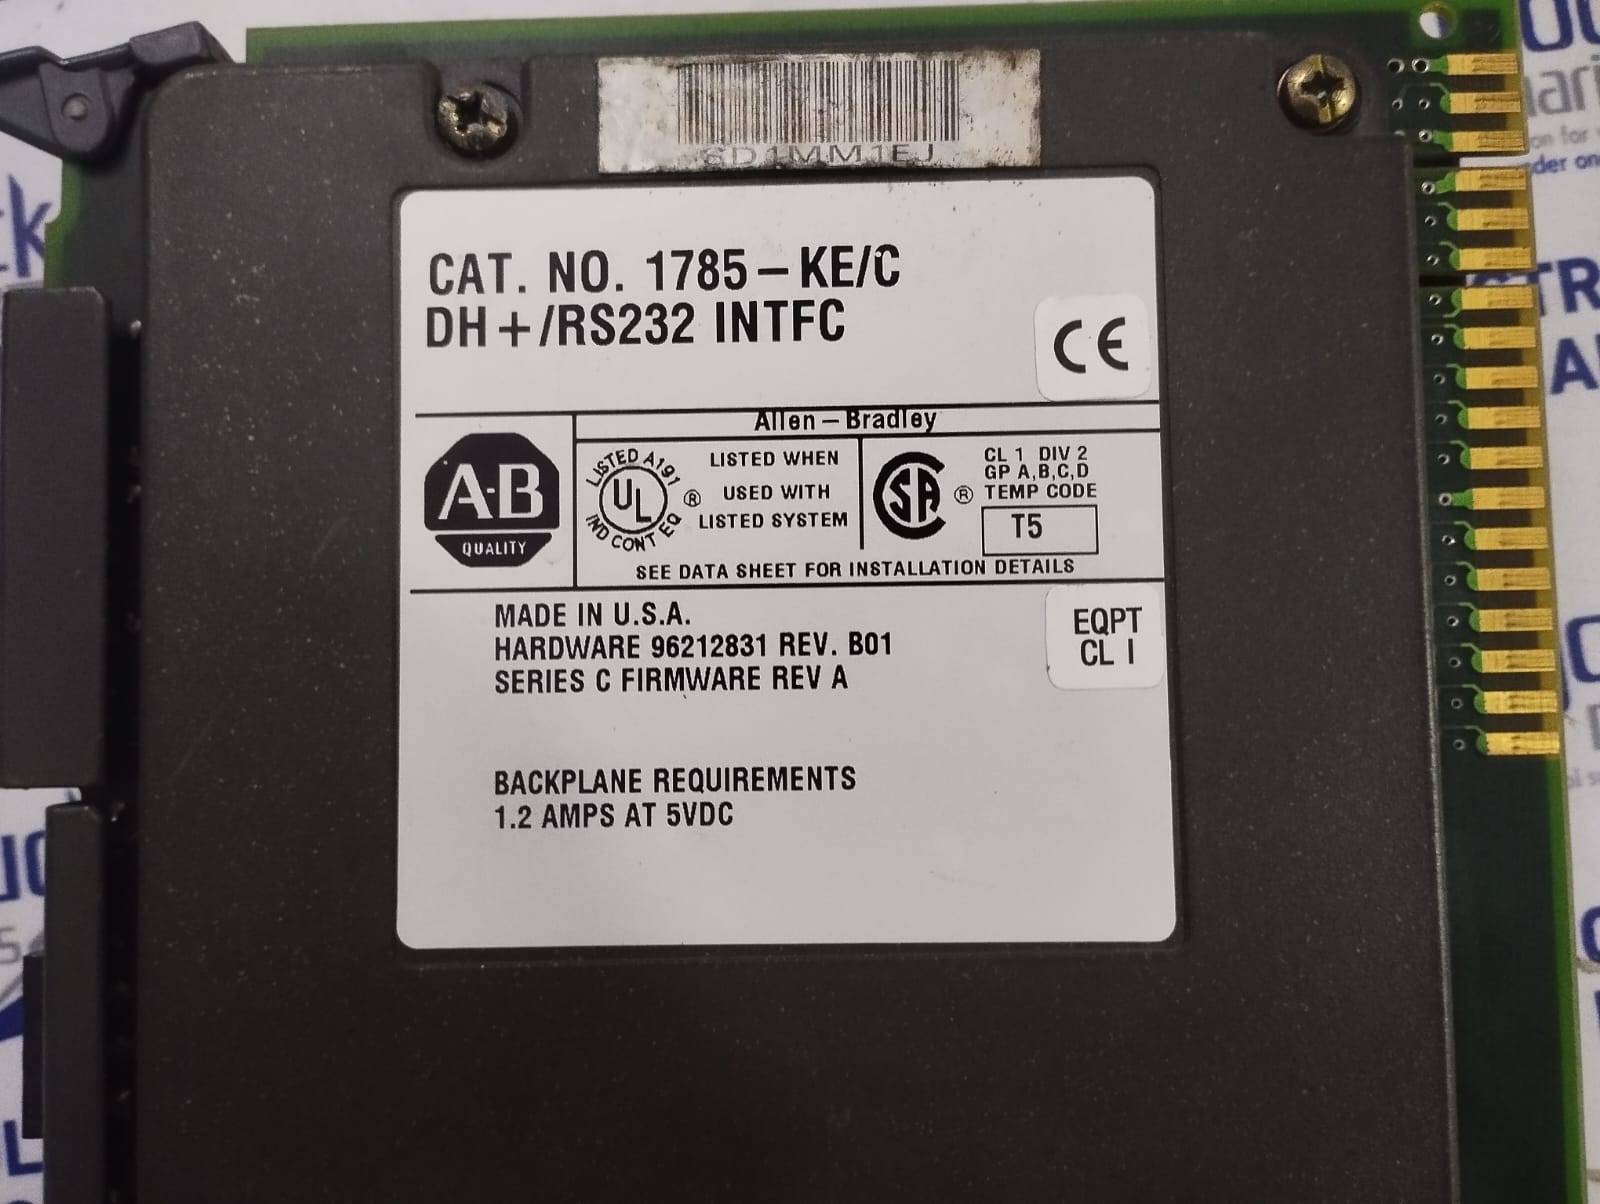 SD1MM1EJ
CAT. NO. 1785-KE/C
DH+/RS232 INTFC
CE
Allen-Bradley
A-B
QUALITY
LISTED A191
UL
IND CONT EQ
®
LISTED WHEN
USED WITH
LISTED SYSTEM
SA
®
CL 1 DIV 2
GP A,B,C,D
TEMP CODE
T5
SEE DATA SHEET FOR INSTALLATION DETAILS
MADE IN U.S.A.
HARDWARE 96212831 REV. B01
SERIES C FIRMWARE REV A
EQPT
CL I
BACKPLANE REQUIREMENTS
1.2 AMPS AT 5VDC